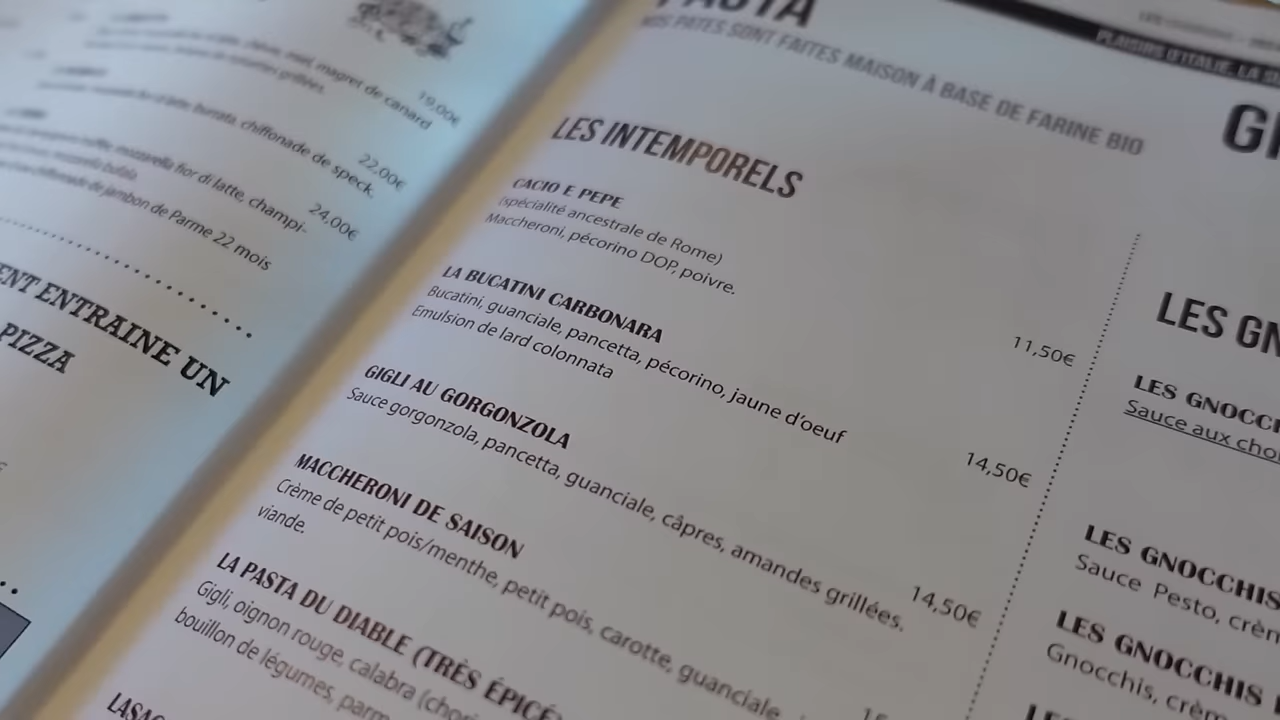 magret de canard
19,00€
burrata, chiffonade de speck.
22,00€
mozzarella fior di latte, champi-
24,00€
chiffonade de jambon de Parme 22 mois
ENT ENTRAINE UN
PIZZA
PASTA
NOS PATES SONT FAITES MAISON À BASE DE FARINE BIO
LES INTEMPORELS
CACIO E PEPE
(spécialité ancestrale de Rome)
Maccheroni, pécorino DOP, poivre.
11,50€
LA BUCATINI CARBONARA
Bucatini, guanciale, pancetta, pécorino, jaune d'oeuf
Emulsion de lard colonnata
14,50€
GIGLI AU GORGONZOLA
Sauce gorgonzola, pancetta, guanciale, câpres, amandes grillées.
14,50€
MACCHERONI DE SAISON
Crème de petit pois/menthe, petit pois, carotte, guanciale,
viande.
LA PASTA DU DIABLE (TRÈS ÉPICÉ
Gigli, oignon rouge, calabra (chor
bouillon de légumes, parm
LASAG
PLAISIRS D'ITALIE, LA
LES GN
LES GNOCCH
Sauce aux cho
LES GNOCCHIS
Sauce Pesto, crèm
LES GNOCCHIS
Gnocchis, crèm